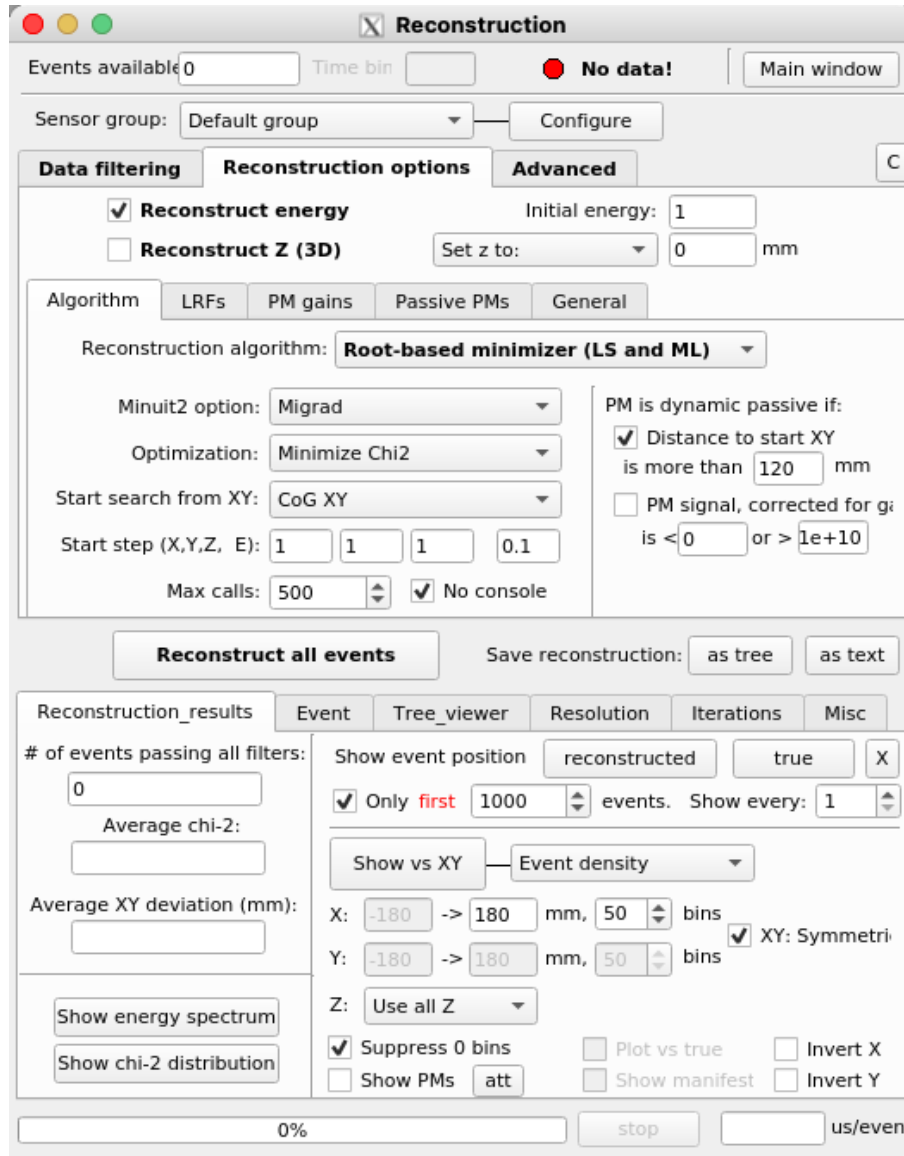 Reconstruction
Events available 0 Time bin No data! Main window
Sensor group: Default group Configure
Data filtering Reconstruction options Advanced C
Reconstruct energy Initial energy: 1
Reconstruct Z (3D) Set z to: 0 mm
Algorithm LRFs PM gains Passive PMs General
Reconstruction algorithm: Root-based minimizer (LS and ML)
Minuit2 option: Migrad
Optimization: Minimize Chi2
Start search from XY: CoG XY
Start step (X,Y,Z, E): 1 1 1 0.1
Max calls: 500 No console
PM is dynamic passive if:
Distance to start XY
is more than 120 mm
PM signal, corrected for ga
is < 0 or > 1e+10
Reconstruct all events Save reconstruction: as tree as text
Reconstruction_results Event Tree_viewer Resolution Iterations Misc
# of events passing all filters:
0
Average chi-2:
Average XY deviation (mm):
Show energy spectrum
Show chi-2 distribution
Show event position reconstructed true X
Only first 1000 events. Show every: 1
Show vs XY Event density
X: -180 -> 180 mm, 50 bins
XY: Symmetri
Y: -180 -> 180 mm, 50 bins
Z: Use all Z
Suppress 0 bins Plot vs true Invert X
Show PMs att Show manifest Invert Y
0% stop us/even